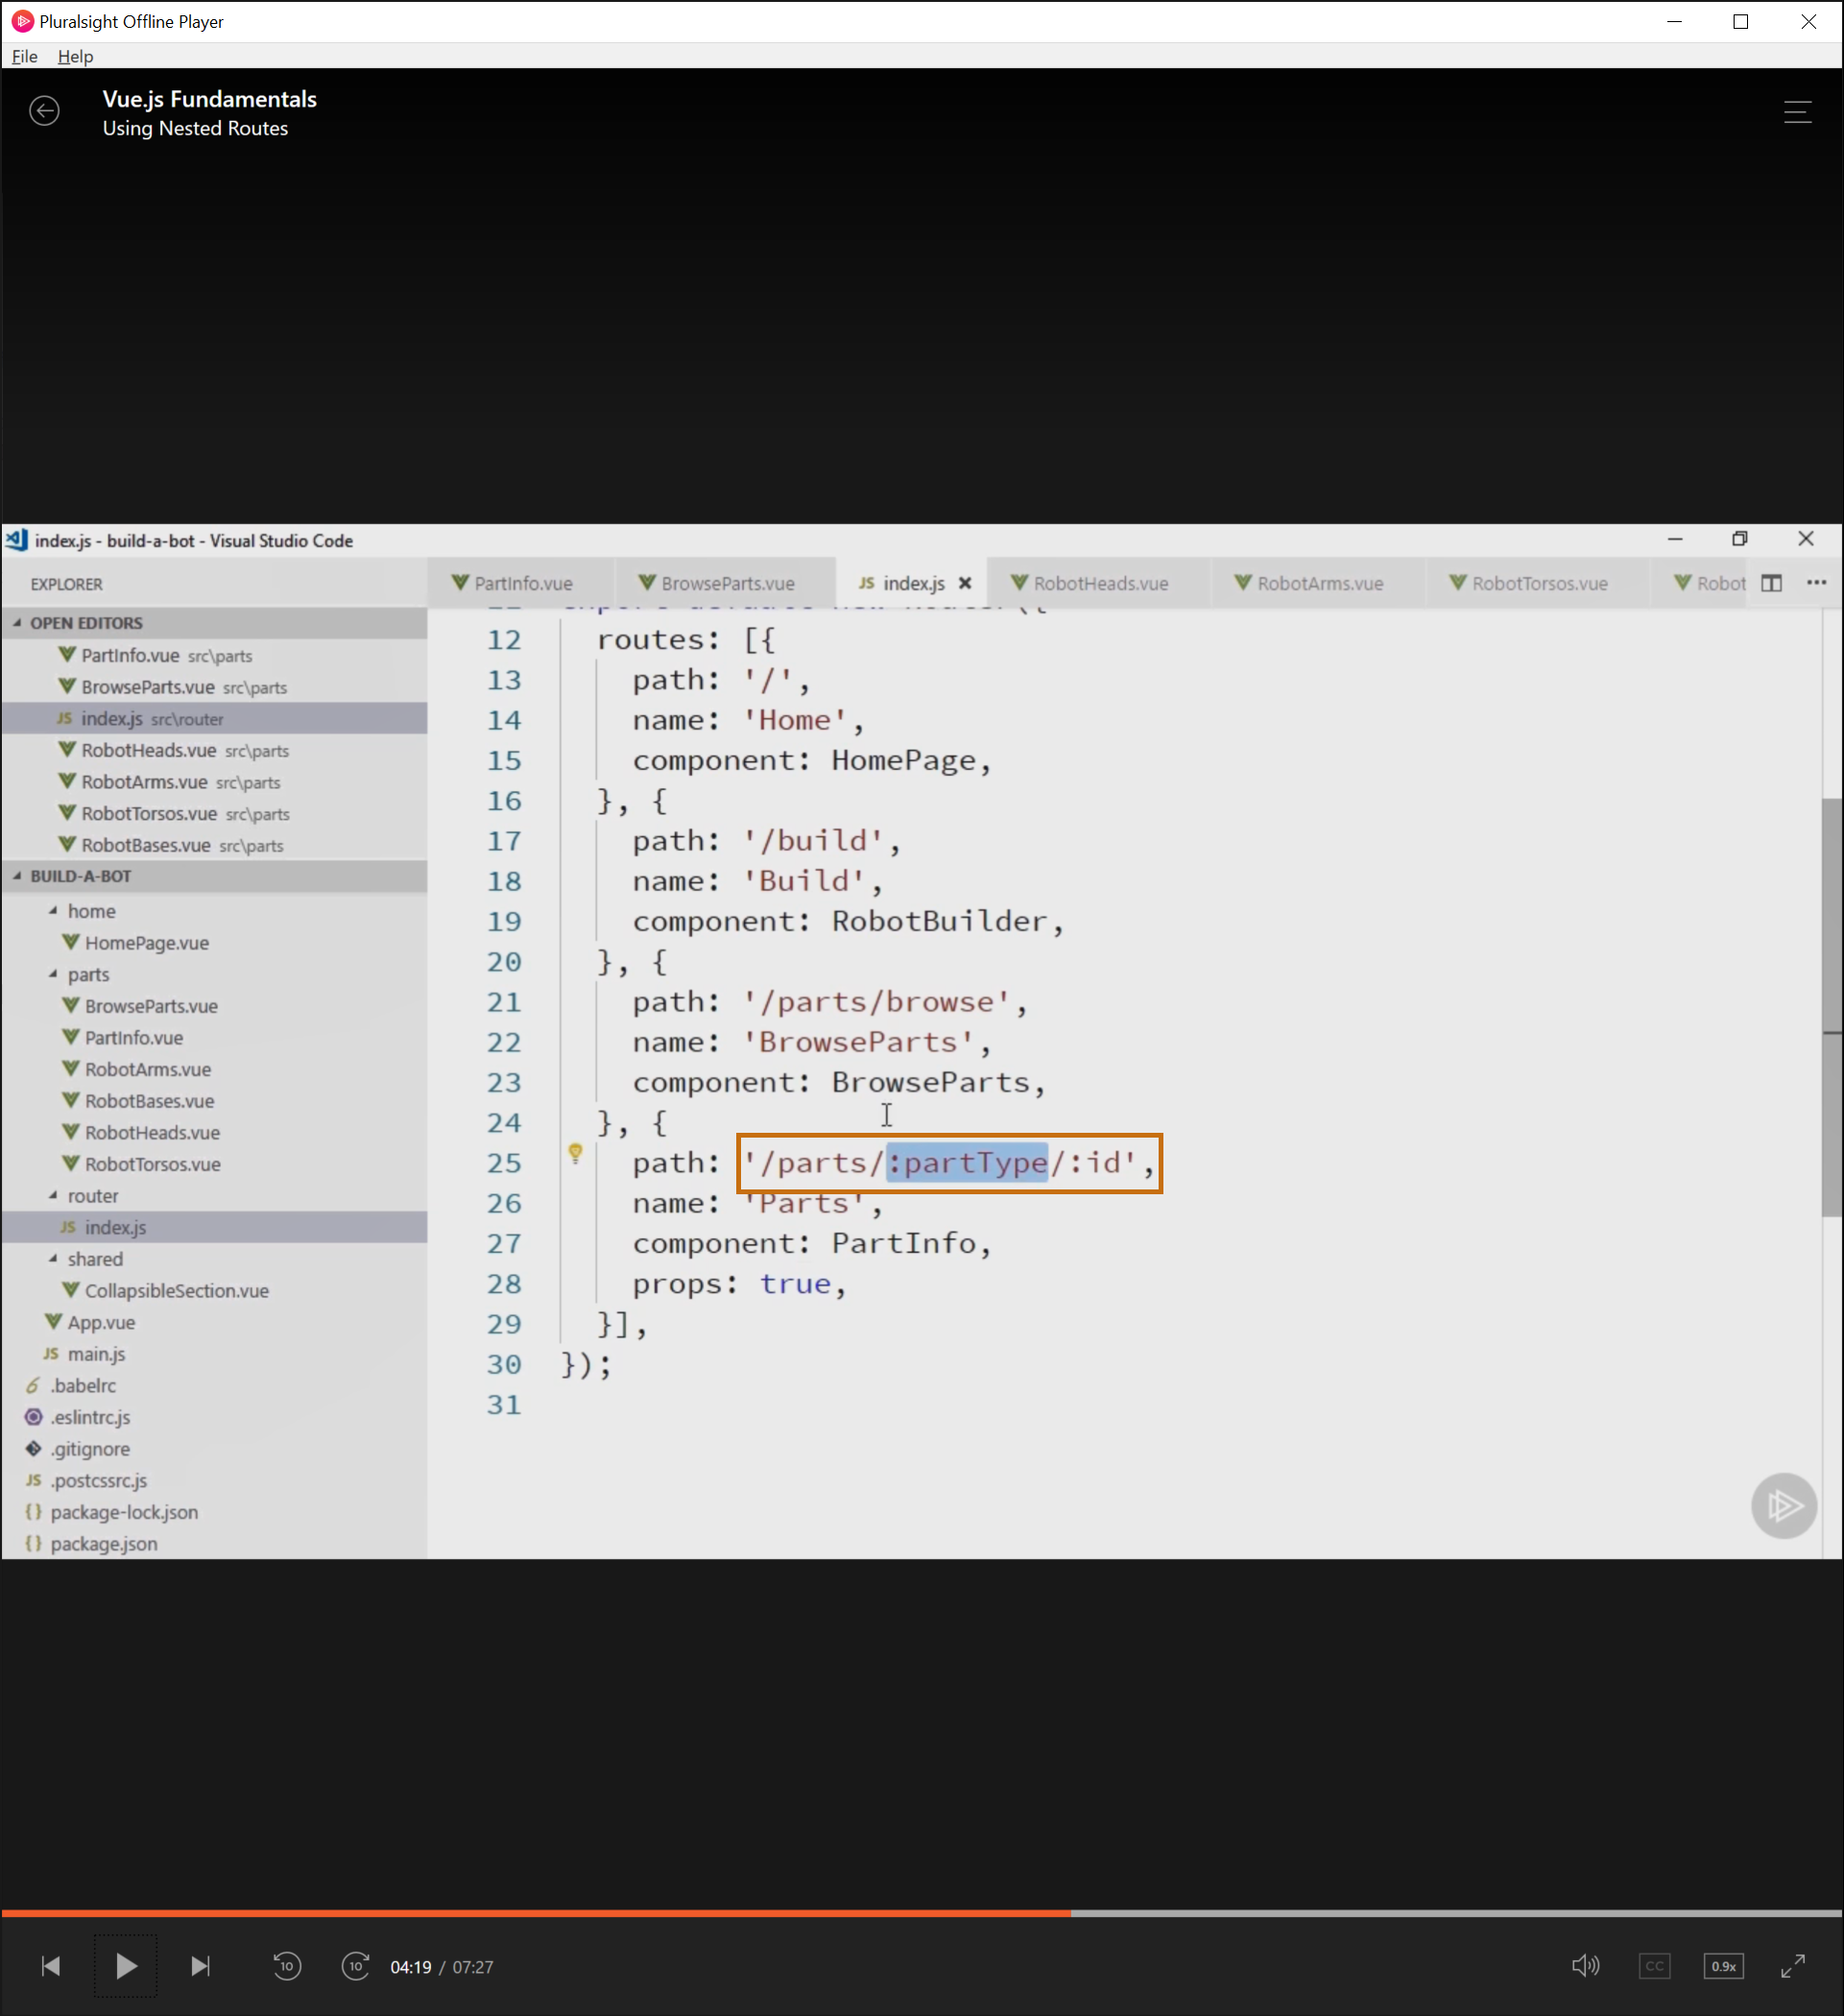 Pluralsight Offline Player
File Help
Vue.js Fundamentals
Using Nested Routes
index.js - build-a-bot - Visual Studio Code
EXPLORER
PartInfo.vue
BrowseParts.vue
JS index.js
RobotHeads.vue
RobotArms.vue
RobotTorsos.vue
Robot
OPEN EDITORS
PartInfo.vue src\parts
BrowseParts.vue src\parts
JS index.js src\router
RobotHeads.vue src\parts
RobotArms.vue src\parts
RobotTorsos.vue src\parts
RobotBases.vue src\parts
BUILD-A-BOT
home
HomePage.vue
parts
BrowseParts.vue
PartInfo.vue
RobotArms.vue
RobotBases.vue
RobotHeads.vue
RobotTorsos.vue
router
JS index.js
shared
CollapsibleSection.vue
App.vue
JS main.js
.babelrc
.eslintrc.js
.gitignore
JS .postcssrc.js
{} package-lock.json
{} package.json
12 routes: [{
13 path: '/',
14 name: 'Home',
15 component: HomePage,
16 }, {
17 path: '/build',
18 name: 'Build',
19 component: RobotBuilder,
20 }, {
21 path: '/parts/browse',
22 name: 'BrowseParts',
23 component: BrowseParts,
24 }, {
25 path: '/parts/:partType/:id',
26 name: 'Parts',
27 component: PartInfo,
28 props: true,
29 }],
30 });
31
10
10
04:19 / 07:27
CC
0.9x